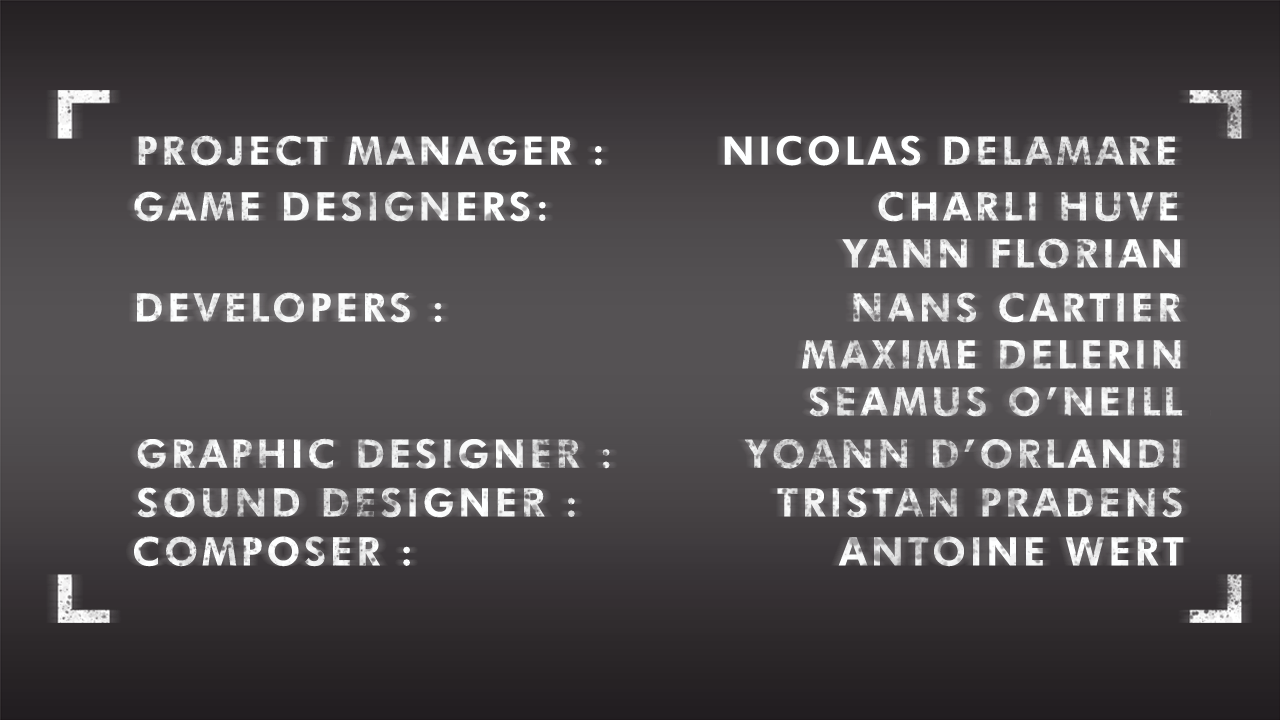 PROJECT MANAGER : NICOLAS DELAMARE
GAME DESIGNERS: CHARLI HUVE
YANN FLORIAN
DEVELOPERS : NANS CARTIER
MAXIME DELERIN
SEAMUS O’NEILL
GRAPHIC DESIGNER : YOANN D’ORLANDI
SOUND DESIGNER : TRISTAN PRADENS
COMPOSER : ANTOINE WERT